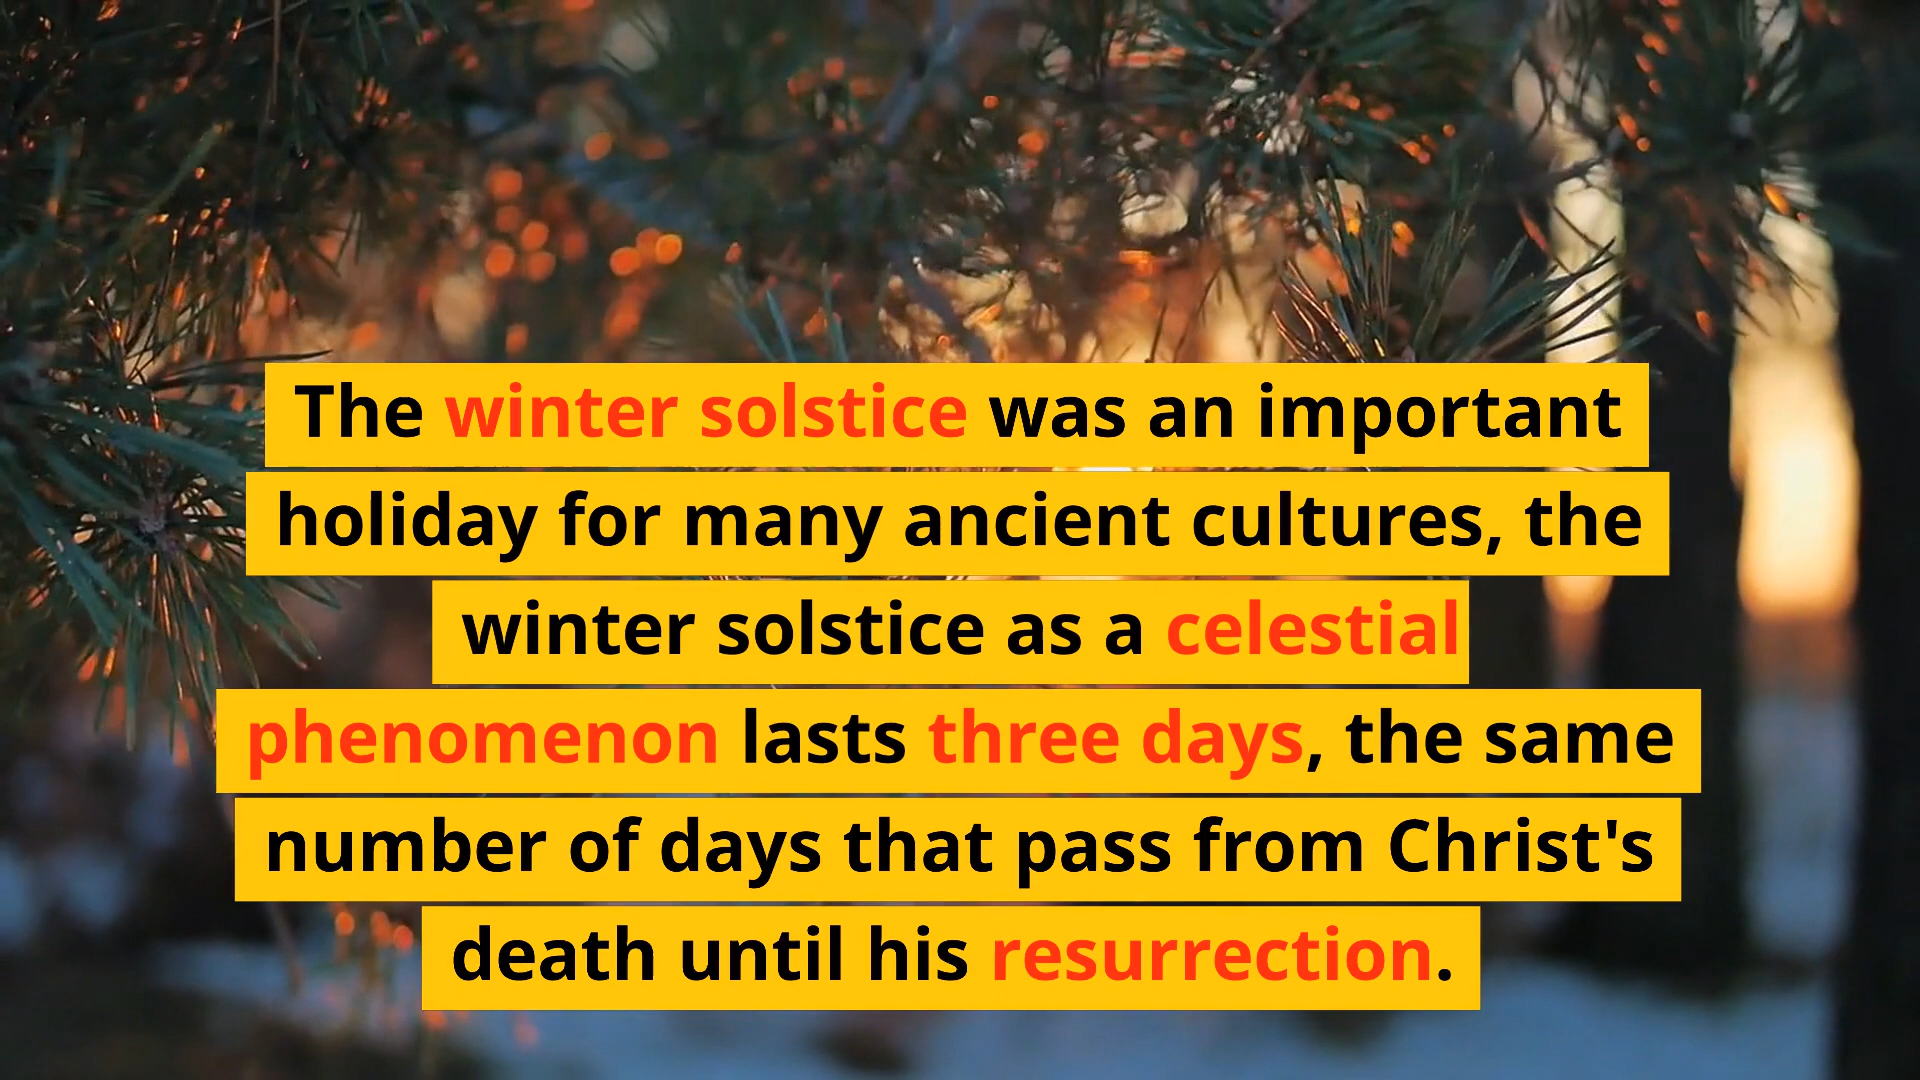 The winter solstice was an important
holiday for many ancient cultures, the
winter solstice as a celestial
phenomenon lasts three days, the same
number of days that pass from Christ's
death until his resurrection.